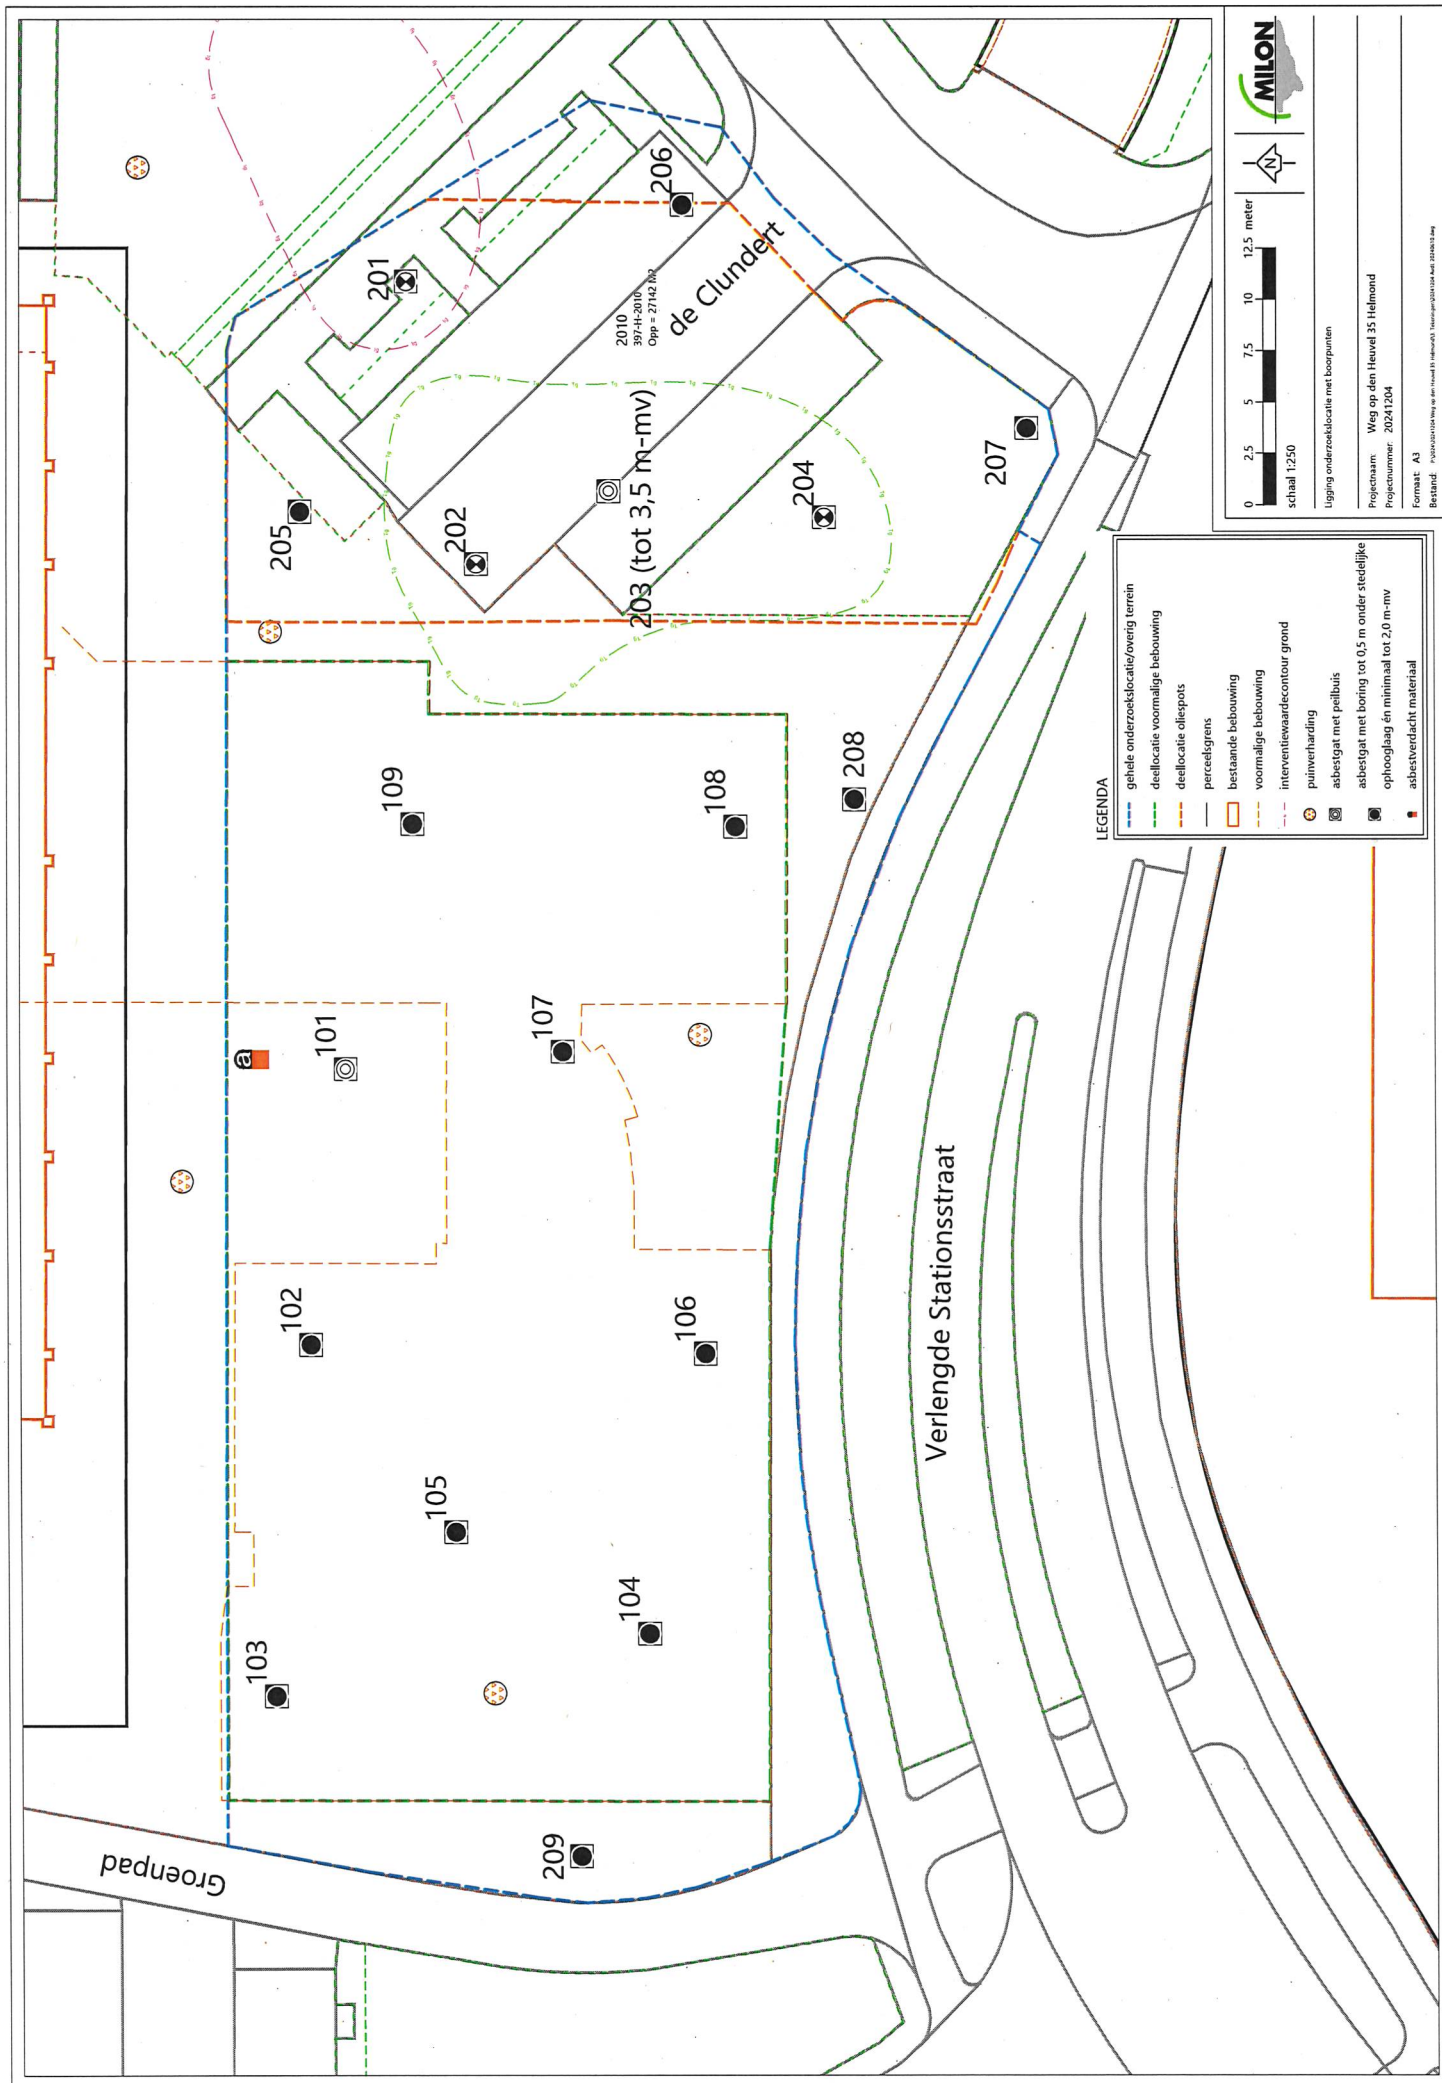 Groenpad
103
102
101
a
109
205
201
105
202
2010
397-H-2010
Opp = 27142 M2
de Clundert
206
209
104
107
203 (tot 3,5 m-mv)
106
108
204
208
207
Verlengde Stationsstraat
LEGENDA
gehele onderzoekslocatie/overig terrein
deellocatie voormalige bebouwing
deellocatie oliespots
perceelsgrens
bestaande bebouwing
voormalige bebouwing
interventiewaardecontour grond
puinverharding
asbestgat met peilbuis
asbestgat met boring tot 0,5 m onder stedelijke
ophooglaag én minimaal tot 2,0 m-mv
asbestverdacht materiaal
0 2.5 5 7.5 10 12.5 meter
schaal 1:250
N
MILON
Ligging onderzoekslocatie met boorpunten
Projectnaam: Weg op den Heuvel 35 Helmond
Projectnummer: 20241204
Formaat: A3
Bestand: